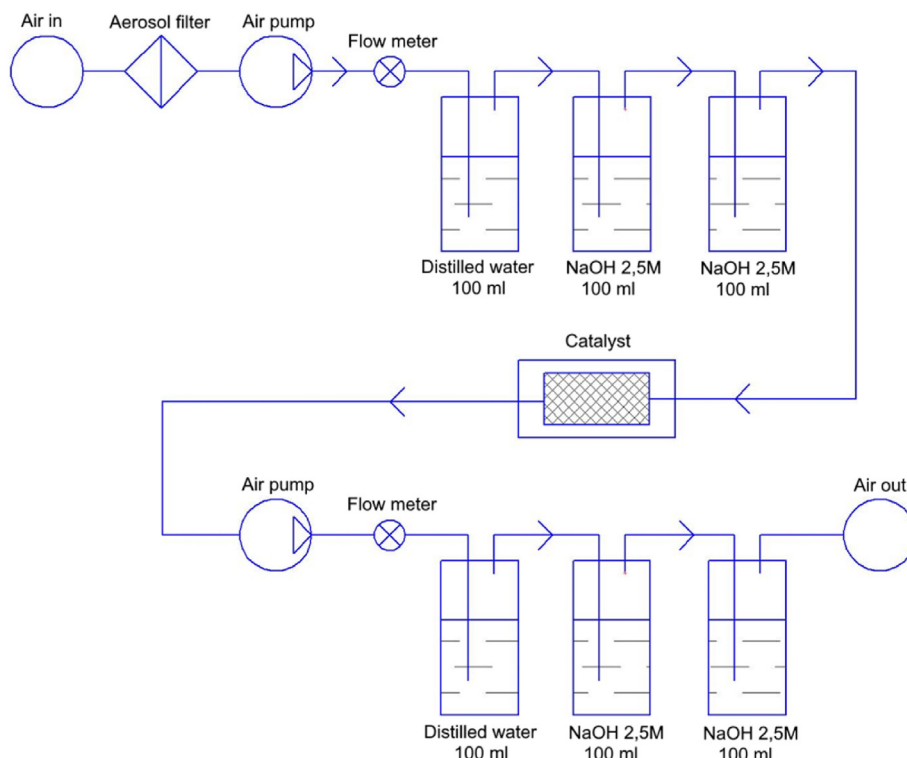 Air in
Aerosol filter
Air pump
Flow meter
Distilled water
100 ml
NaOH 2,5M
100 ml
NaOH 2,5M
100 ml
Catalyst
Air pump
Flow meter
Air out
Distilled water
100 ml
NaOH 2,5M
100 ml
NaOH 2,5M
100 ml